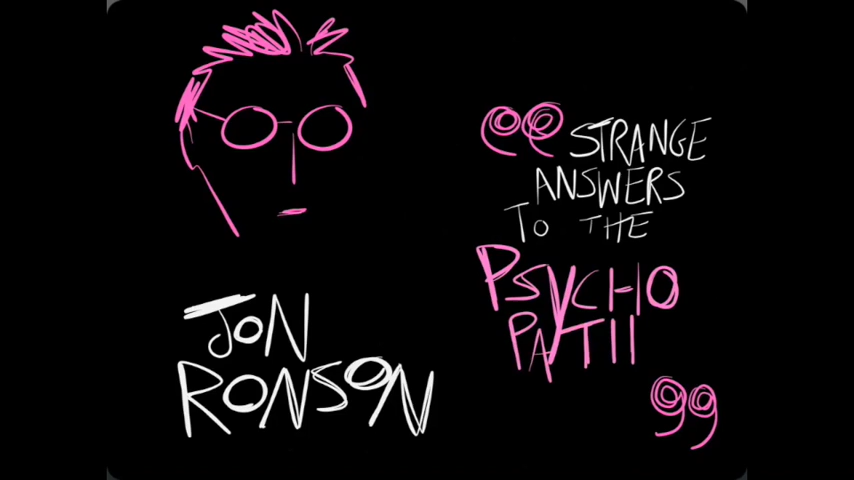 JON
RONSON
“STRANGE
ANSWERS
TO THE
PSYCHO
PATH
”